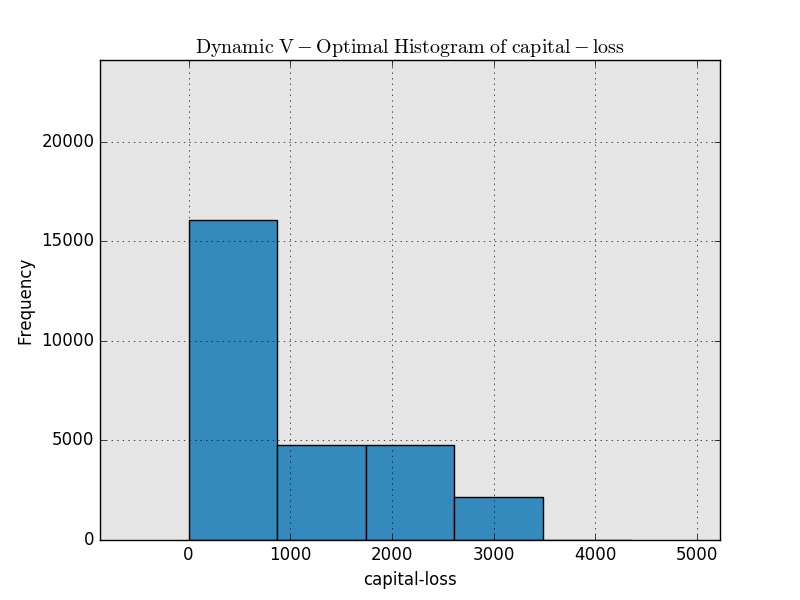 Dynamic V − Optimal Histogram of capital − loss
20000
15000
10000
5000
0
Frequency
0 1000 2000 3000 4000 5000
capital-loss